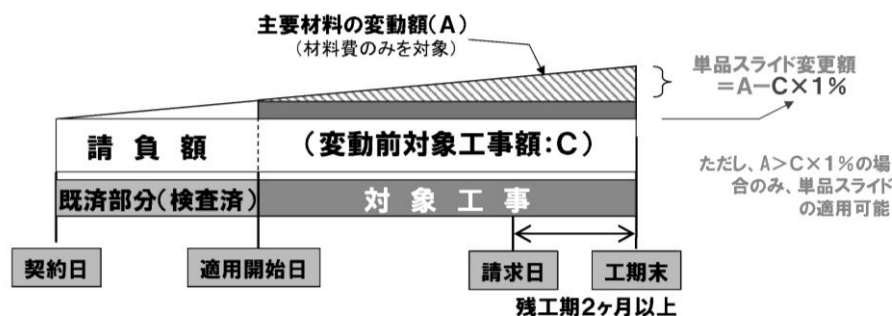 主要材料の変動額(A)
(材料費のみを対象)
単品スライド変更額
=A−C×1%
請負額
(変動前対象工事額:C)
ただし、A>C×1%の場
合のみ、単品スライド
の適用可能
既済部分(検査済)
対象工事
契約日
適用開始日
請求日
工期末
残工期2ヶ月以上